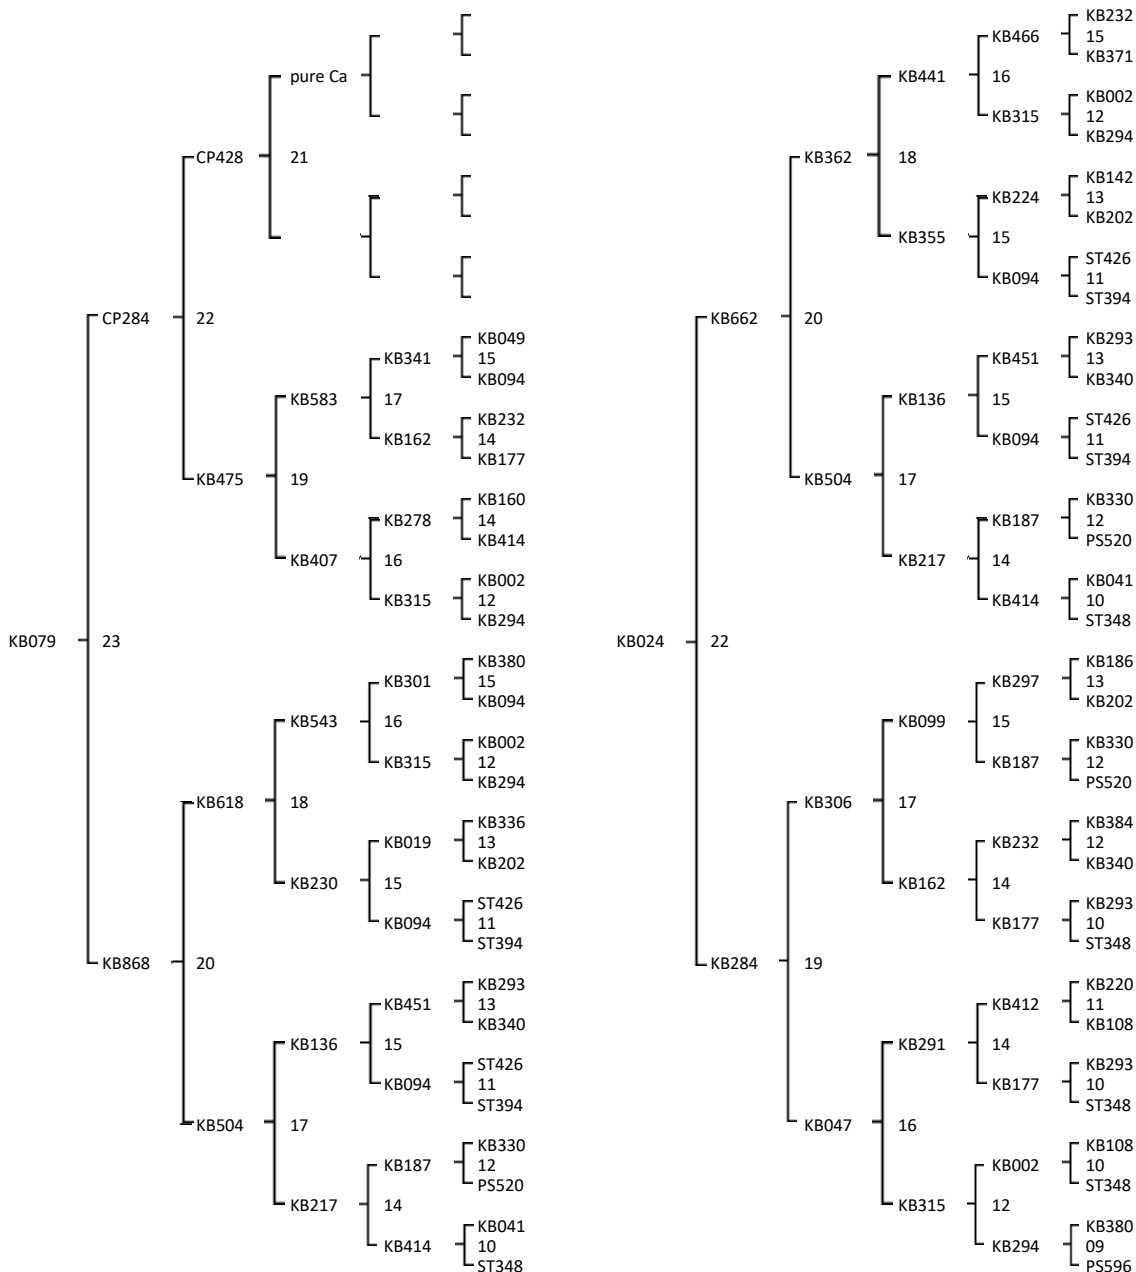 pure Ca
CP428 21
CP284 22
KB049
KB341 15
KB094
KB583 17
KB232
KB162 14
KB177
KB475 19
KB160
KB278 14
KB414
KB407 16
KB002
KB315 12
KB294
KB079 23
KB380
KB301 15
KB094
KB543 16
KB002
KB315 12
KB294
KB618 18
KB336
KB019 13
KB202
KB230 15
ST426
KB094 11
ST394
KB868 20
KB293
KB451 13
KB340
KB136 15
ST426
KB094 11
ST394
KB504 17
KB330
KB187 12
PS520
KB217 14
KB041
KB414 10
ST348
KB232
KB466 15
KB371
KB441 16
KB002
KB315 12
KB294
KB362 18
KB142
KB224 13
KB202
KB355 15
ST426
KB094 11
ST394
KB662 20
KB293
KB451 13
KB340
KB136 15
ST426
KB094 11
ST394
KB504 17
KB330
KB187 12
PS520
KB217 14
KB041
KB414 10
ST348
KB024 22
KB186
KB297 13
KB202
KB099 15
KB330
KB187 12
PS520
KB306 17
KB384
KB232 12
KB340
KB162 14
KB293
KB177 10
ST348
KB284 19
KB220
KB412 11
KB108
KB291 14
KB293
KB177 10
ST348
KB047 16
KB108
KB002 10
ST348
KB315 12
KB380
KB294 09
PS596